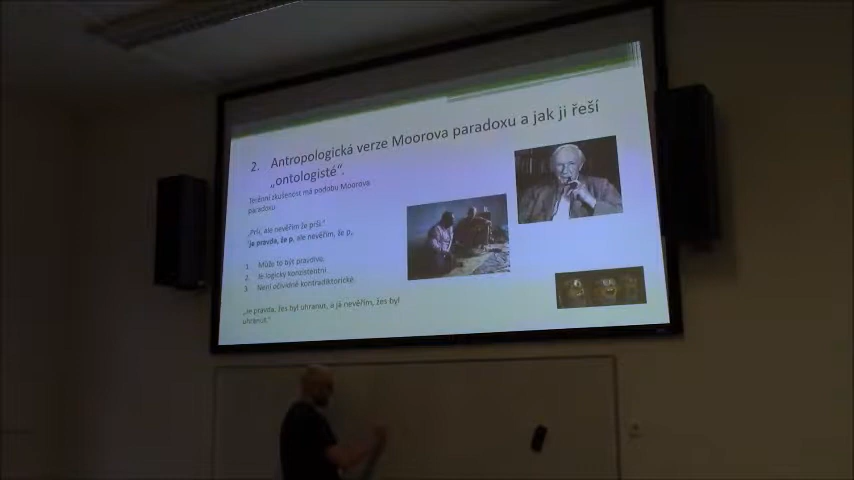 2. Antropologická verze Moorova paradoxu a jak ji řeší
„ontologisté“.
Terénní zkušenost má podobu Moorova
paradoxu
„Prší, ale nevěřím že prší.“
Je pravda, že p, ale nevěřím, že p,
1. Může to být pravdivé.
2. Je logicky konzistentní.
3. Není očividně kontradiktorické.
„Je pravda, žes byl uhranut, a já nevěřím, žes byl
uhranut.“